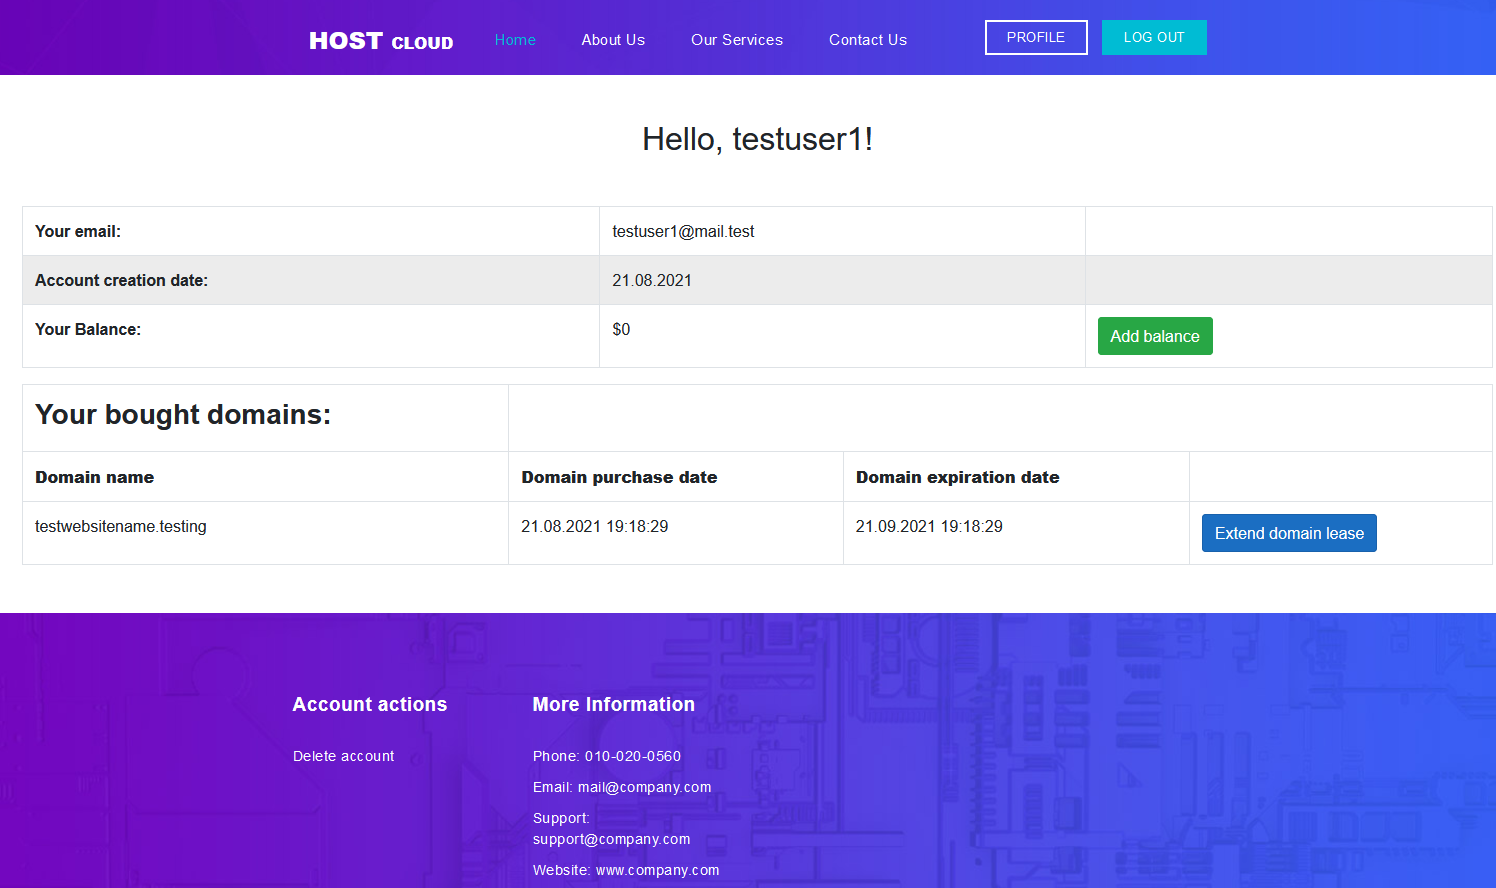 HOST CLOUD Home About Us Our Services Contact Us PROFILE LOG OUT
Hello, testuser1!
Your email: testuser1@mail.test
Account creation date: 21.08.2021
Your Balance: $0 Add balance
Your bought domains:
Domain name Domain purchase date Domain expiration date
testwebsitename.testing 21.08.2021 19:18:29 21.09.2021 19:18:29 Extend domain lease
Account actions
Delete account
More Information
Phone: 010-020-0560
Email: mail@company.com
Support:
support@company.com
Website: www.company.com